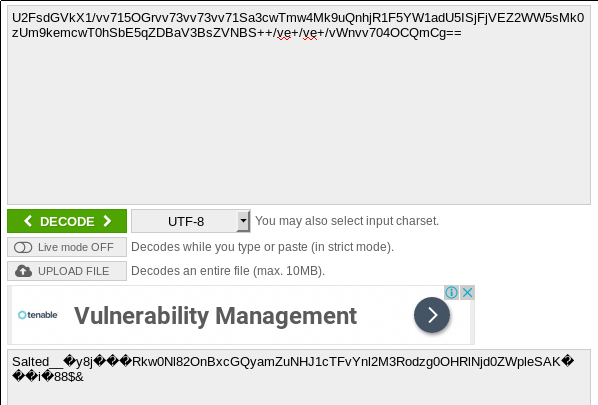 U2FsdGVkX1/vv715OGrvv73vv73vv71Sa3cwTmw4Mk9uQnhjR1F5YW1adU5ISjFjVEZ2WW5sMk0
zUm9kemcwT0hSbE5qZDBaV3BsZVNBS++/ve+/ve+/vWnvv704OCQmCg==
DECODE
UTF-8
You may also select input charset.
Live mode OFF
Decodes while you type or paste (in strict mode).
UPLOAD FILE
Decodes an entire file (max. 10MB).
tenable
Vulnerability Management
Salted__�y8j���Rkw0Nl82OnBxcGQyamZuNHJ1cTFvYnl2M3Rodzg0OHRlNjd0ZWpleSAK�
��i�88$&